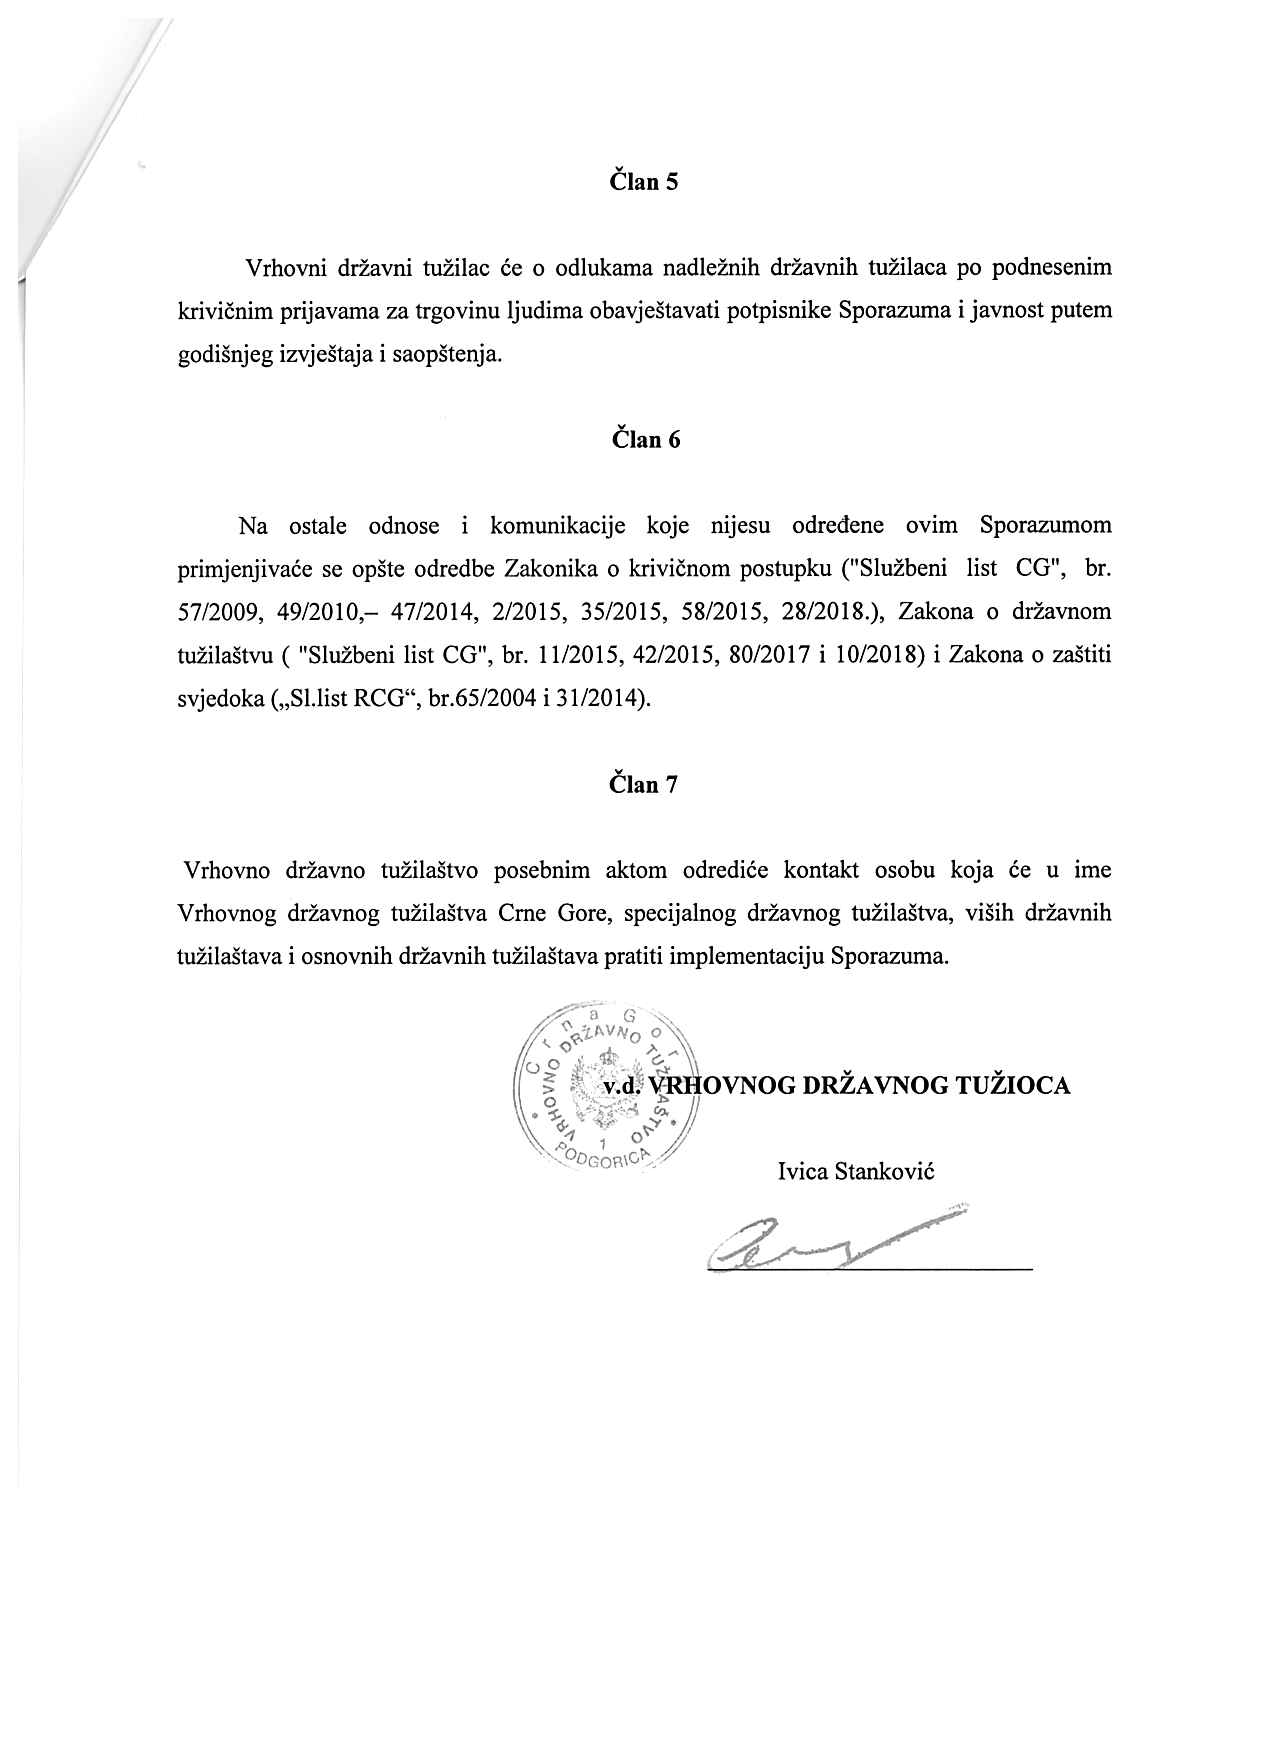 Član 5
Vrhovni državni tužilac će o odlukama nadležnih državnih tužilaca po podnesenim
krivičnim prijavama za trgovinu ljudima obavještavati potpisnike Sporazuma i javnost putem
godišnjeg izvještaja i saopštenja.
Član 6
Na ostale odnose i komunikacije koje nijesu određene ovim Sporazumom
primjenjivaće se opšte odredbe Zakonika o krivičnom postupku ("Službeni list CG", br.
57/2009, 49/2010,– 47/2014, 2/2015, 35/2015, 58/2015, 28/2018.), Zakona o državnom
tužilaštvu ( "Službeni list CG", br. 11/2015, 42/2015, 80/2017 i 10/2018) i Zakona o zaštiti
svjedoka („Sl.list RCG“, br.65/2004 i 31/2014).
Član 7
Vrhovno državno tužilaštvo posebnim aktom odrediće kontakt osobu koja će u ime
Vrhovnog državnog tužilaštva Crne Gore, specijalnog državnog tužilaštva, viših državnih
tužilaštava i osnovnih državnih tužilaštava pratiti implementaciju Sporazuma.
Crna Gora
VRHOVNO DRŽAVNO TUŽILAŠTVO
1
PODGORICA
v.d. VRHOVNOG DRŽAVNOG TUŽIOCA
Ivica Stanković